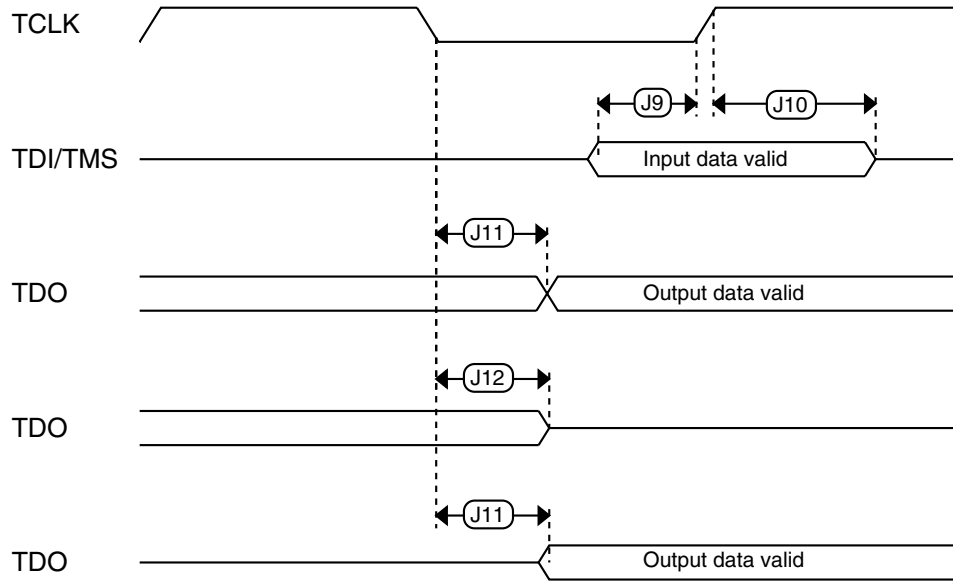 TCLK
J9
J10
TDI/TMS
Input data valid
J11
TDO
Output data valid
J12
TDO
J11
TDO
Output data valid